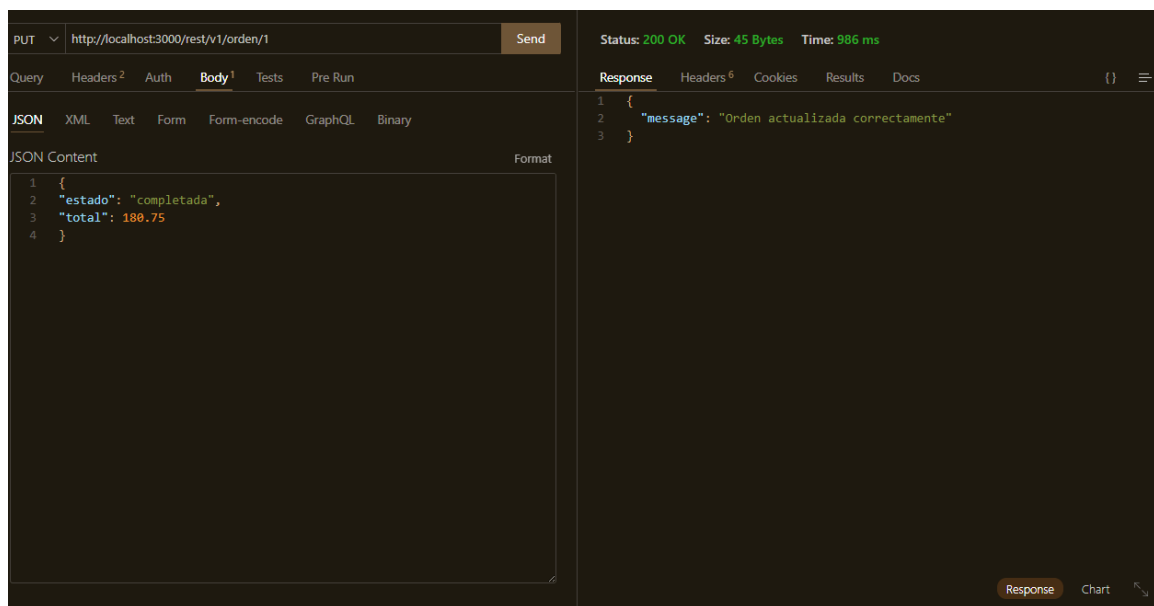 PUT http://localhost:3000/rest/v1/orden/1 Send
Query Headers 2 Auth Body 1 Tests Pre Run
JSON XML Text Form Form-encode GraphQL Binary
JSON Content Format
1 {
2 "estado": "completada",
3 "total": 180.75
4 }
Status: 200 OK Size: 45 Bytes Time: 986 ms
Response Headers 6 Cookies Results Docs {}
1 {
2 "message": "Orden actualizada correctamente"
3 }
Response Chart